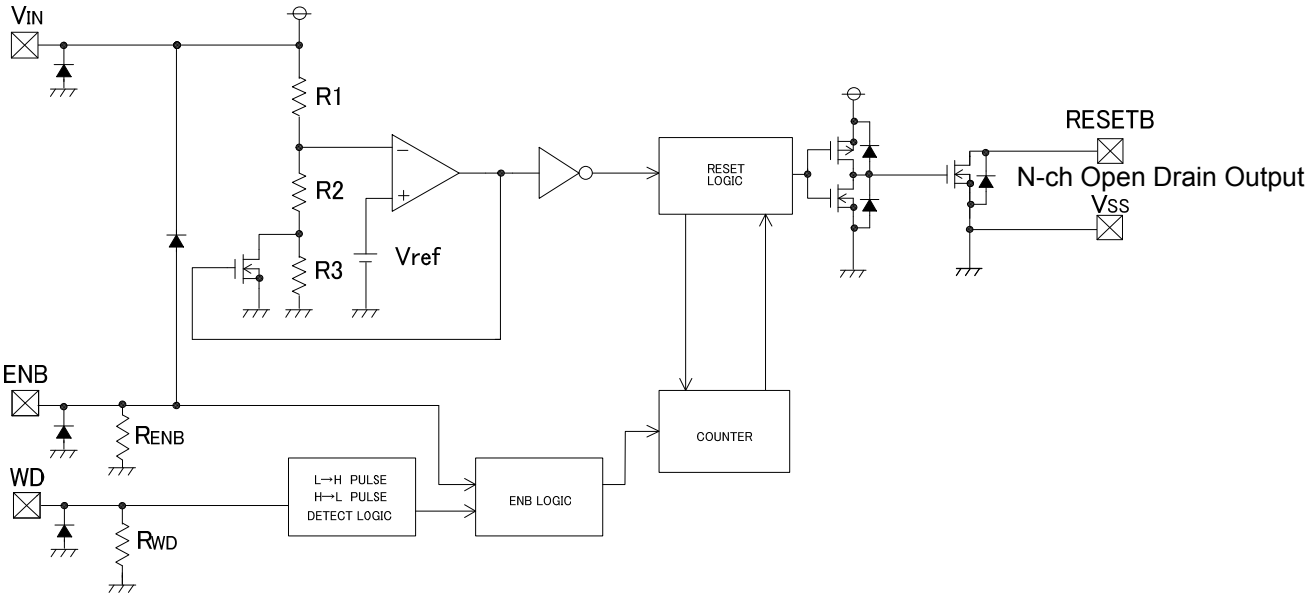 VIN
R1
RESETB
RESET
LOGIC
N-ch Open Drain Output
R2
VSS
Vref
R3
ENB
RENB
COUNTER
WD
L→H PULSE
H→L PULSE
DETECT LOGIC
ENB LOGIC
RWD